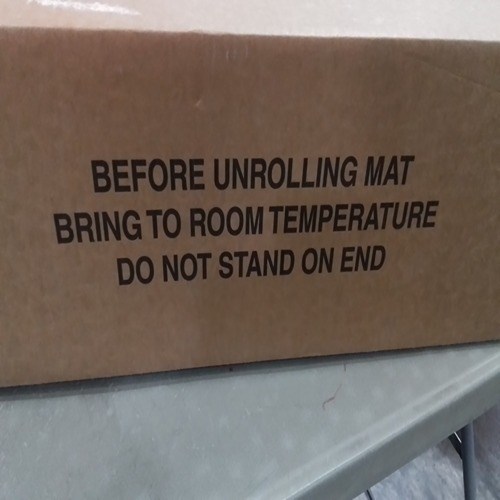 BEFORE UNROLLING MAT
BRING TO ROOM TEMPERATURE
DO NOT STAND ON END